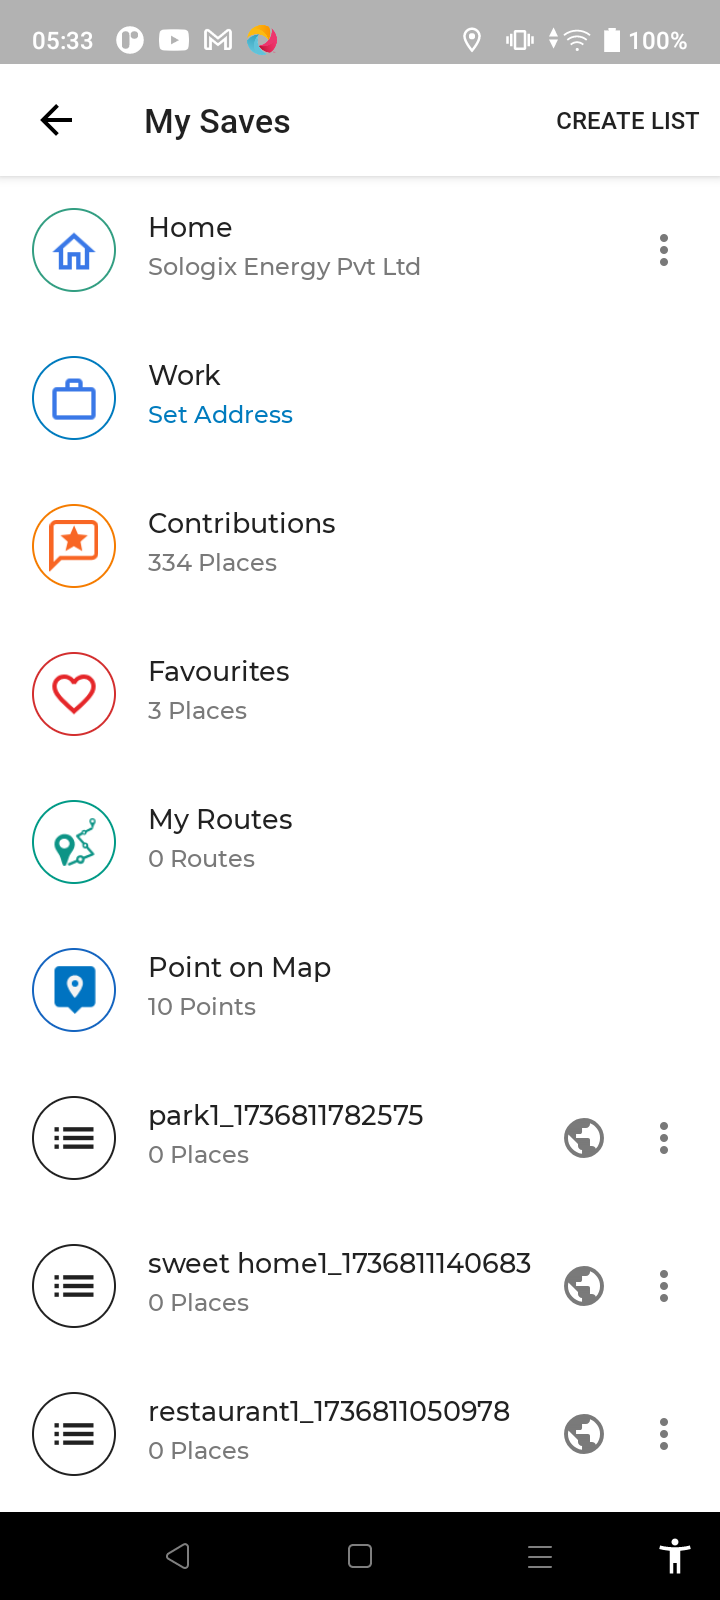 05:33
100%
My Saves
CREATE LIST
Home
Sologix Energy Pvt Ltd
Work
Set Address
Contributions
334 Places
Favourites
3 Places
My Routes
0 Routes
Point on Map
10 Points
park1_1736811782575
0 Places
sweet home1_1736811140683
0 Places
restaurant1_1736811050978
0 Places